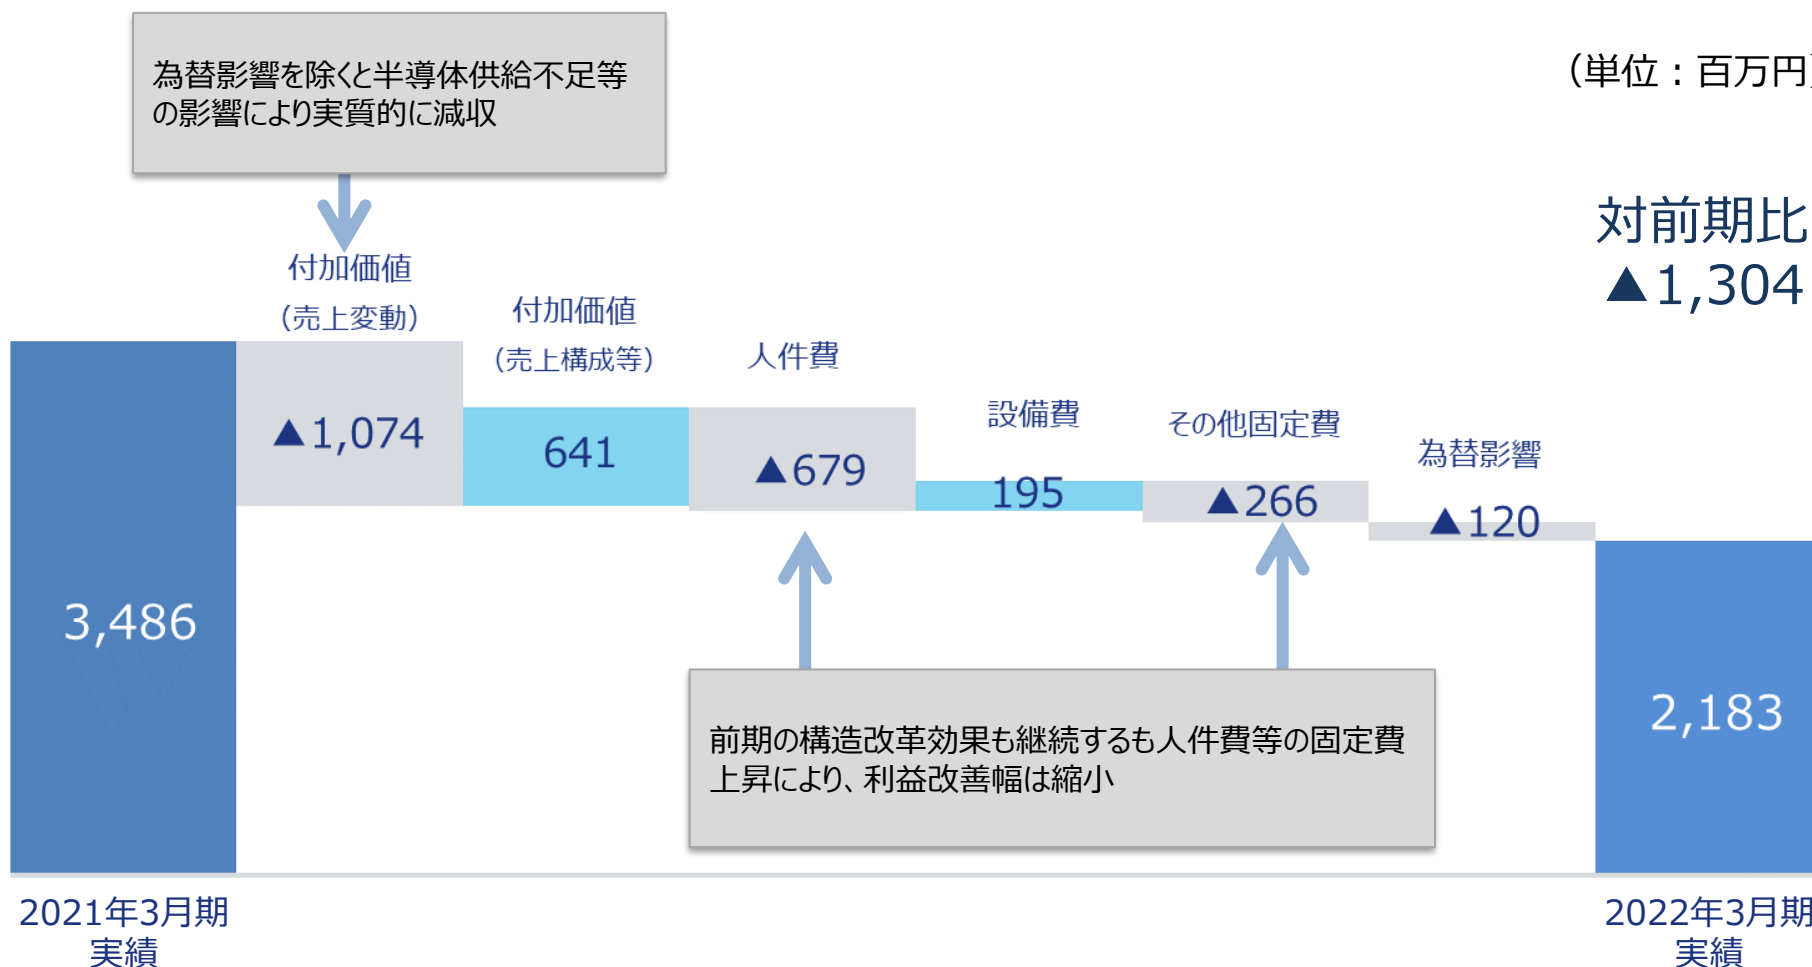 為替影響を除くと半導体供給不足等
の影響により実質的に減収
（単位：百万円）
対前期比
▲1,304
付加価値
（売上変動）
付加価値
（売上構成等）
人件費
設備費
その他固定費
為替影響
▲1,074
641
▲679
195
▲266
▲120
3,486
2,183
前期の構造改革効果も継続するも人件費等の固定費
上昇により、利益改善幅は縮小
2021年3月期
実績
2022年3月期
実績